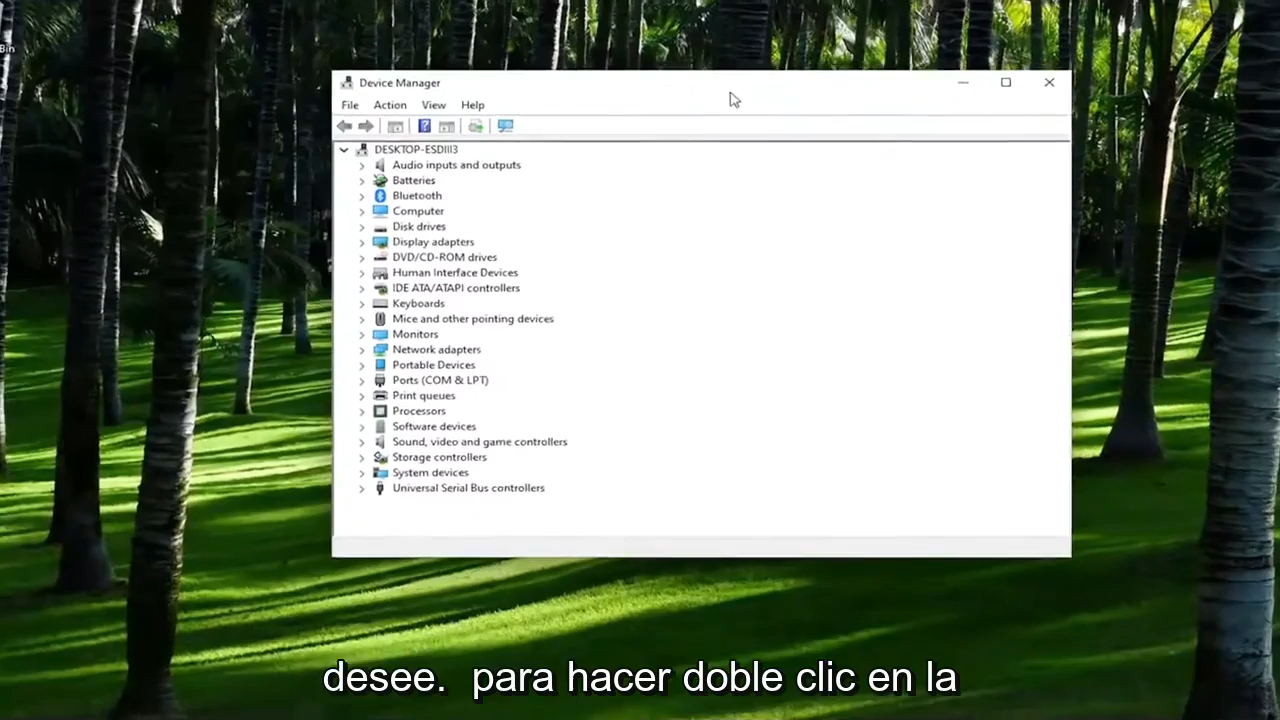 Bin
Device Manager
File Action View Help
DESKTOP-ESDIII3
Audio inputs and outputs
Batteries
Bluetooth
Computer
Disk drives
Display adapters
DVD/CD-ROM drives
Human Interface Devices
IDE ATA/ATAPI controllers
Keyboards
Mice and other pointing devices
Monitors
Network adapters
Portable Devices
Ports (COM & LPT)
Print queues
Processors
Software devices
Sound, video and game controllers
Storage controllers
System devices
Universal Serial Bus controllers
desee. para hacer doble clic en la